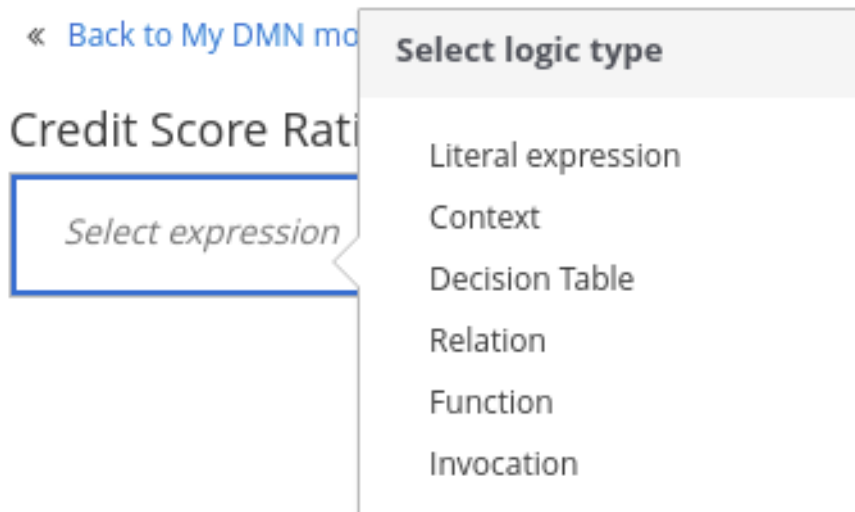 « Back to My DMN mo
Select logic type
Credit Score Rati
Select expression
Literal expression
Context
Decision Table
Relation
Function
Invocation